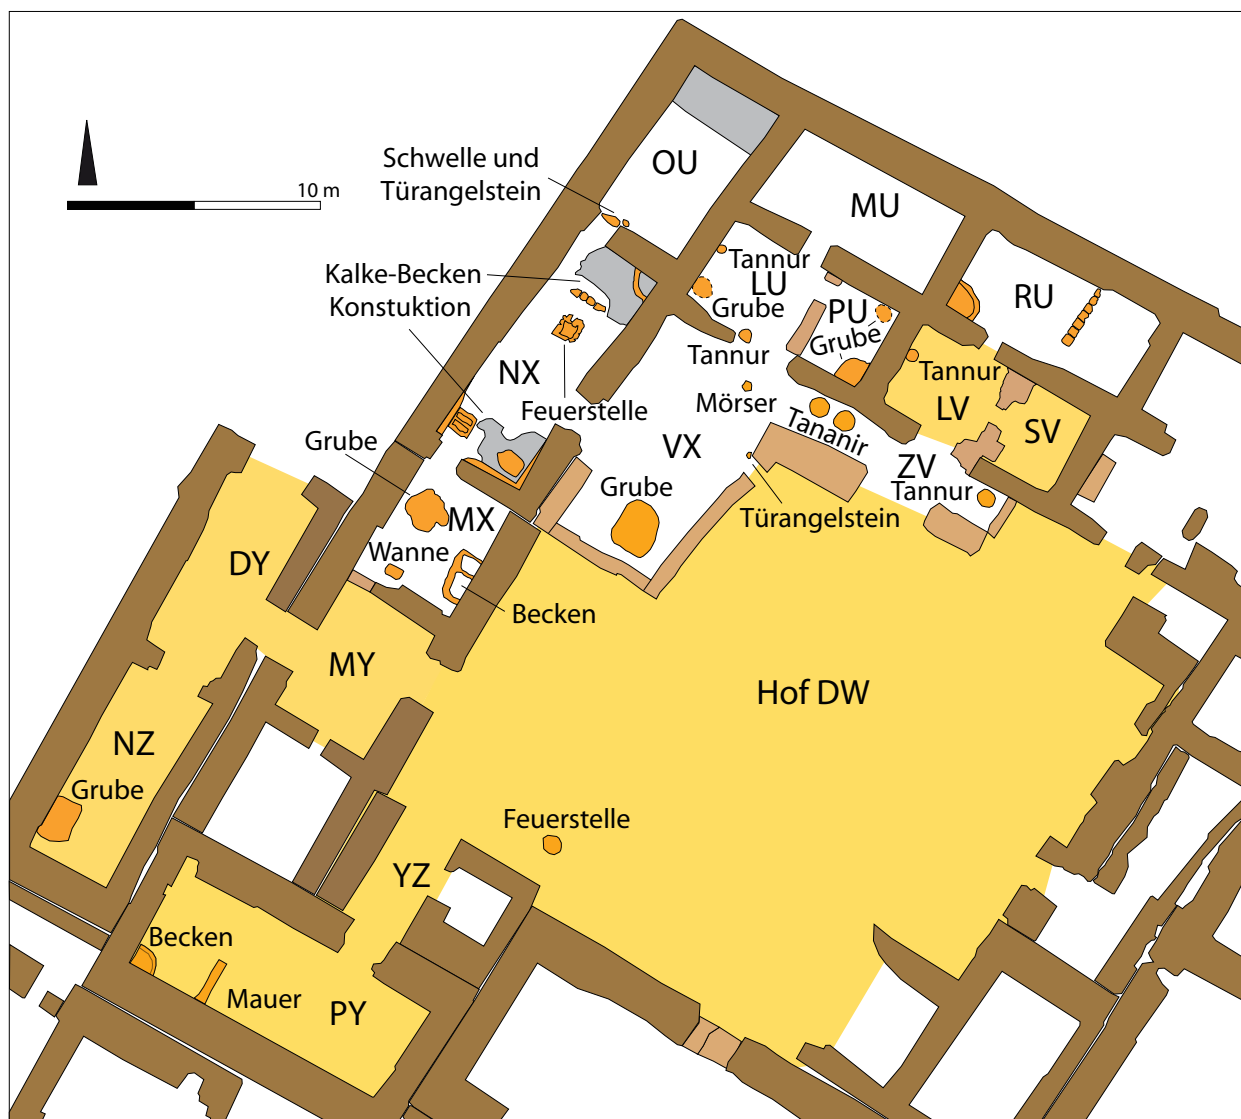 OU
Schwelle und
Türangelstein
10 m
MU
Kalke-Becken
Konstuktion
Tannur
LU
Grube
PU
Grube
RU
Tannur
NX
Feuerstelle
Mörser
Tannur
LV
SV
Tananir
VX
ZV
Tannur
Grube
Grube
MX
Wanne
Türangelstein
Becken
DY
MY
Hof DW
NZ
Grube
Feuerstelle
YZ
Becken
Mauer
PY